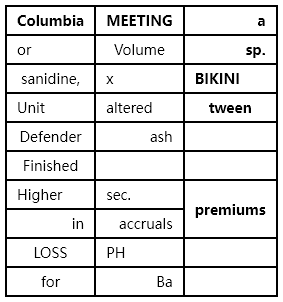 Columbia MEETING a
or Volume sp.
sanidine, x BIKINI
Unit altered tween
Defender ash
Finished
Higher sec. premiums
in accruals
LOSS PH
for Ba